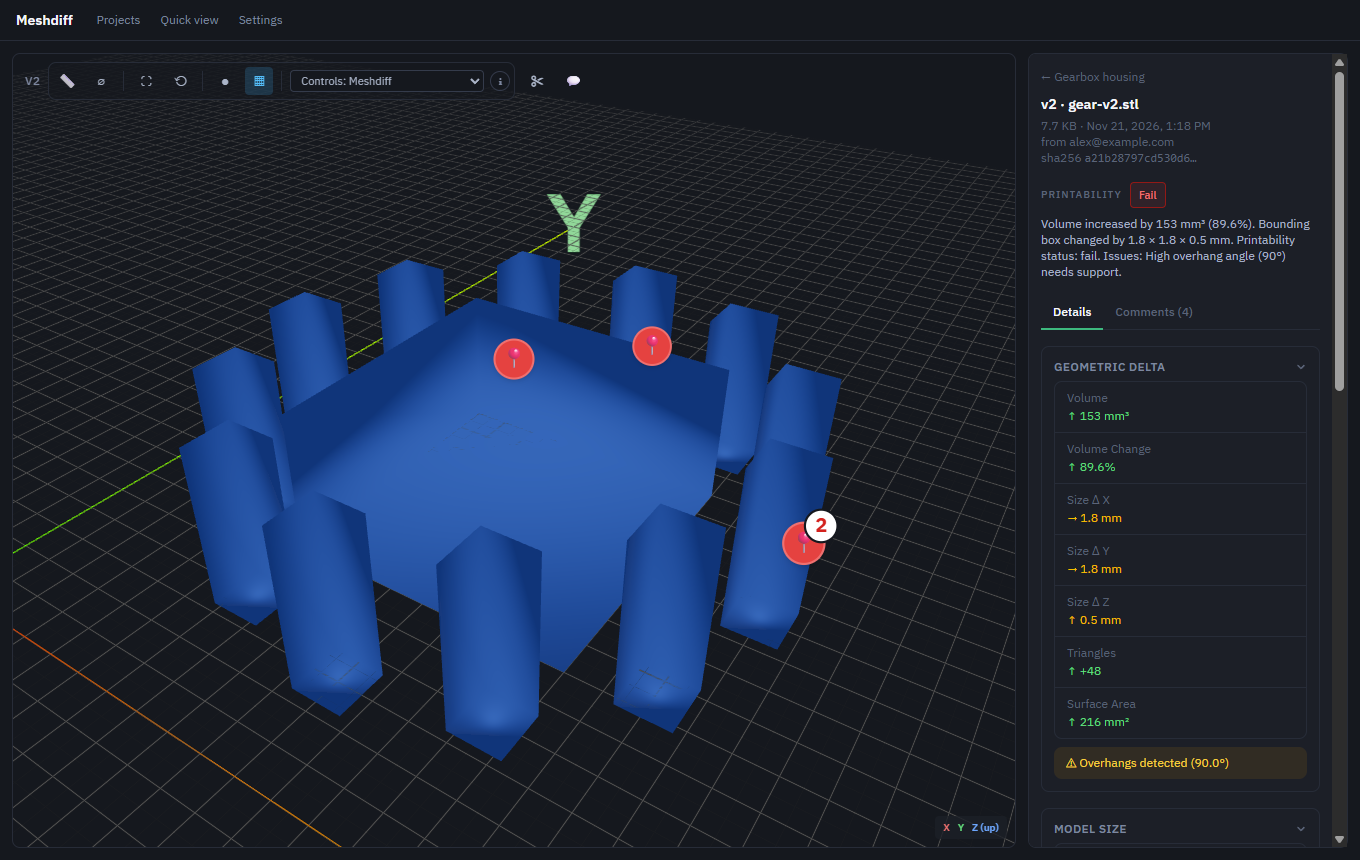 Meshdiff
Projects
Quick view
Settings
V2
Controls: Meshdiff
Y
2
X Y Z (up)
← Gearbox housing
v2 · gear-v2.stl
7.7 KB · Nov 21, 2026, 1:18 PM
from alex@example.com
sha256 a21b28797cd530d6…
PRINTABILITY
Fail
Volume increased by 153 mm³ (89.6%). Bounding
box changed by 1.8 × 1.8 × 0.5 mm. Printability
status: fail. Issues: High overhang angle (90°)
needs support.
Details
Comments (4)
GEOMETRIC DELTA
Volume
↑ 153 mm³
Volume Change
↑ 89.6%
Size Δ X
→ 1.8 mm
Size Δ Y
→ 1.8 mm
Size Δ Z
↑ 0.5 mm
Triangles
↑ +48
Surface Area
↑ 216 mm²
⚠ Overhangs detected (90.0°)
MODEL SIZE